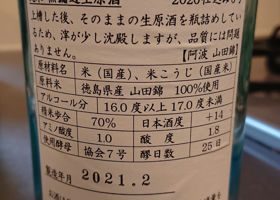 上槽した後、そのままの生原酒を瓶詰めしてい
るため、滓が少し沈殿しますが、品質には問題
ありません。 【阿波 山田錦】
原材料名 米(国産)、米こうじ(国産米)
原料米 徳島県産 山田錦 100%使用
アルコール分 16.0度以上17.0度未満
精米歩合 70% 日本酒度 +14
アミノ酸度 1.0 酸度 1.8
使用酵母 協会7号 醪日数 25日
製造年月 2021.2